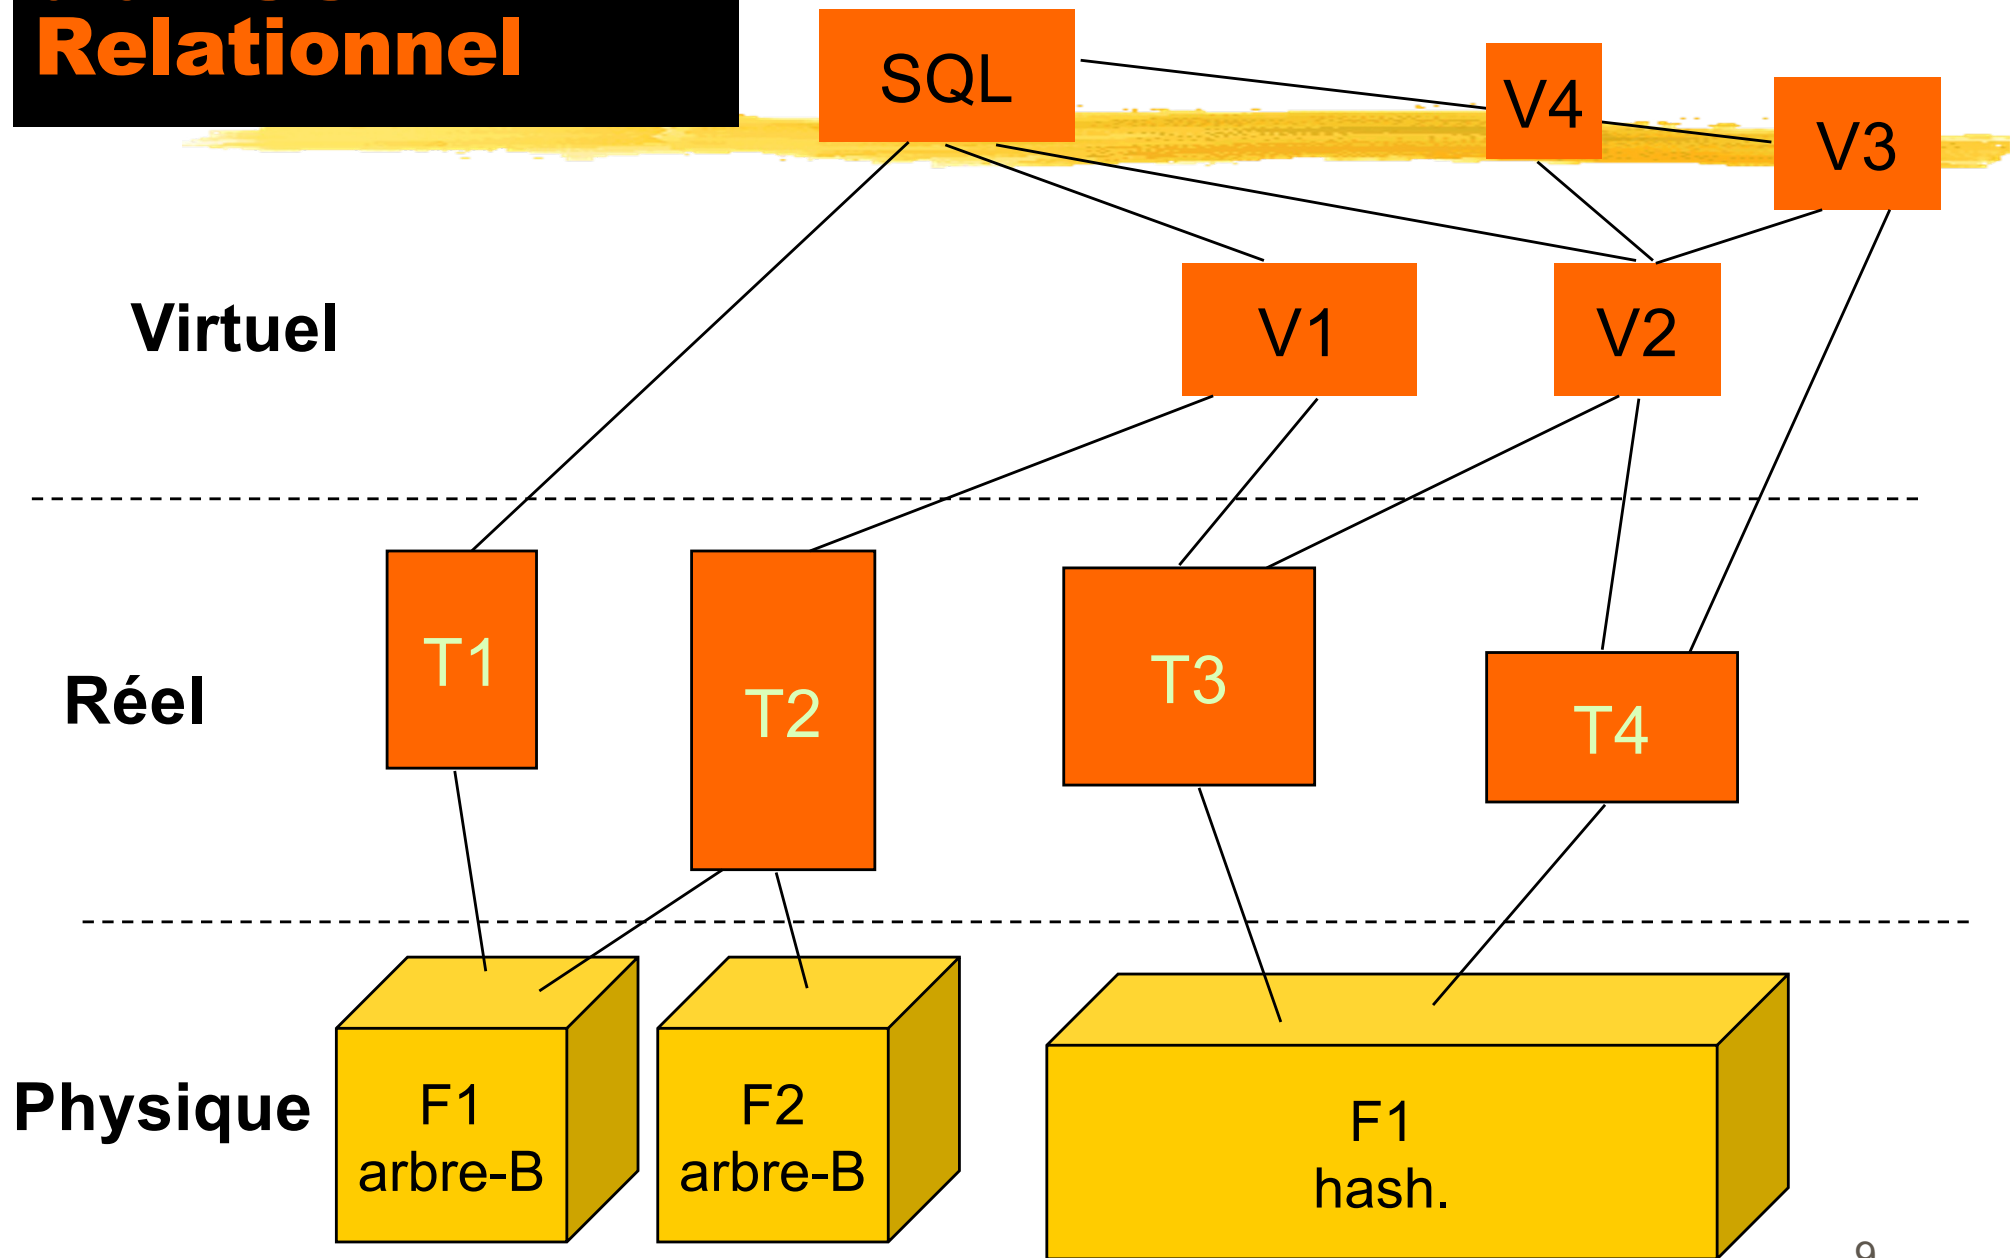 Relationnel
SQL
V4
V3
Virtuel
V1
V2
Réel
T1
T2
T3
T4
Physique
F1
arbre-B
F2
arbre-B
F1
hash.
9